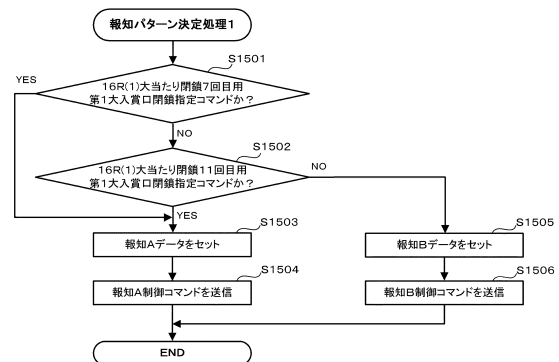 報知パターン決定処理1
S1501
YES
16R(1)大当たり閉鎖7回目用
第1大入賞口閉鎖指定コマンドか?
NO
S1502
16R(1)大当たり閉鎖11回目用
第1大入賞口閉鎖指定コマンドか?
NO
YES
S1503
報知Aデータをセット
S1505
報知Bデータをセット
S1504
報知A制御コマンドを送信
S1506
報知B制御コマンドを送信
END